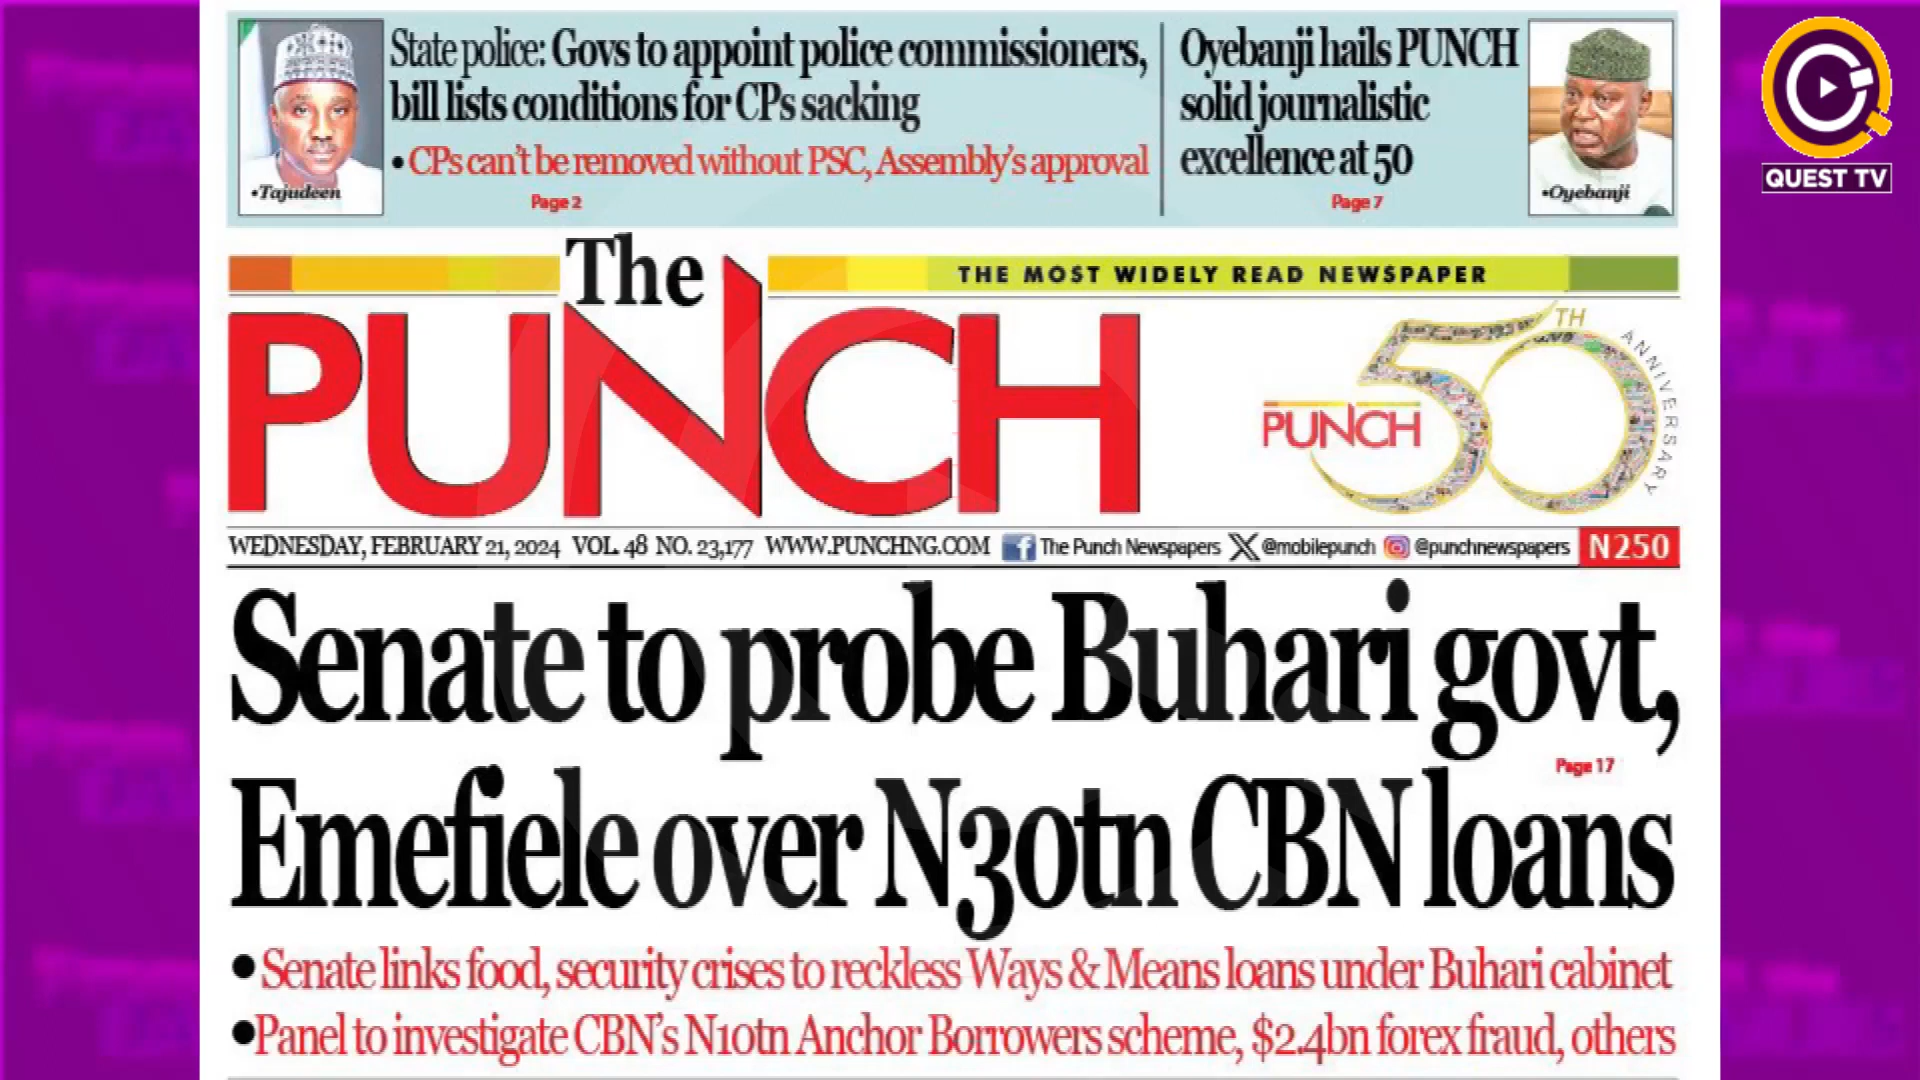 State police: Govs to appoint police commissioners,
bill lists conditions for CPs sacking
• CPs can't be removed without PSC, Assembly's approval
Page 2
•Tajudeen
Oyebanji hails PUNCH
solid journalistic
excellence at 50
Page 7
•Oyebanji
QUEST TV
The
PUNCH
THE MOST WIDELY READ NEWSPAPER
PUNCH 50TH ANNIVERSARY
WEDNESDAY, FEBRUARY 21, 2024 VOL. 48 NO. 23,177 WWW.PUNCHNG.COM The Punch Newspapers @mobilepunch @punchnewspapers N250
Senate to probe Buhari govt,
Page 17
Emefiele over N30tn CBN loans
• Senate links food, security crises to reckless Ways & Means loans under Buhari cabinet
•Panel to investigate CBN's N10tn Anchor Borrowers scheme, $2.4bn forex fraud, others